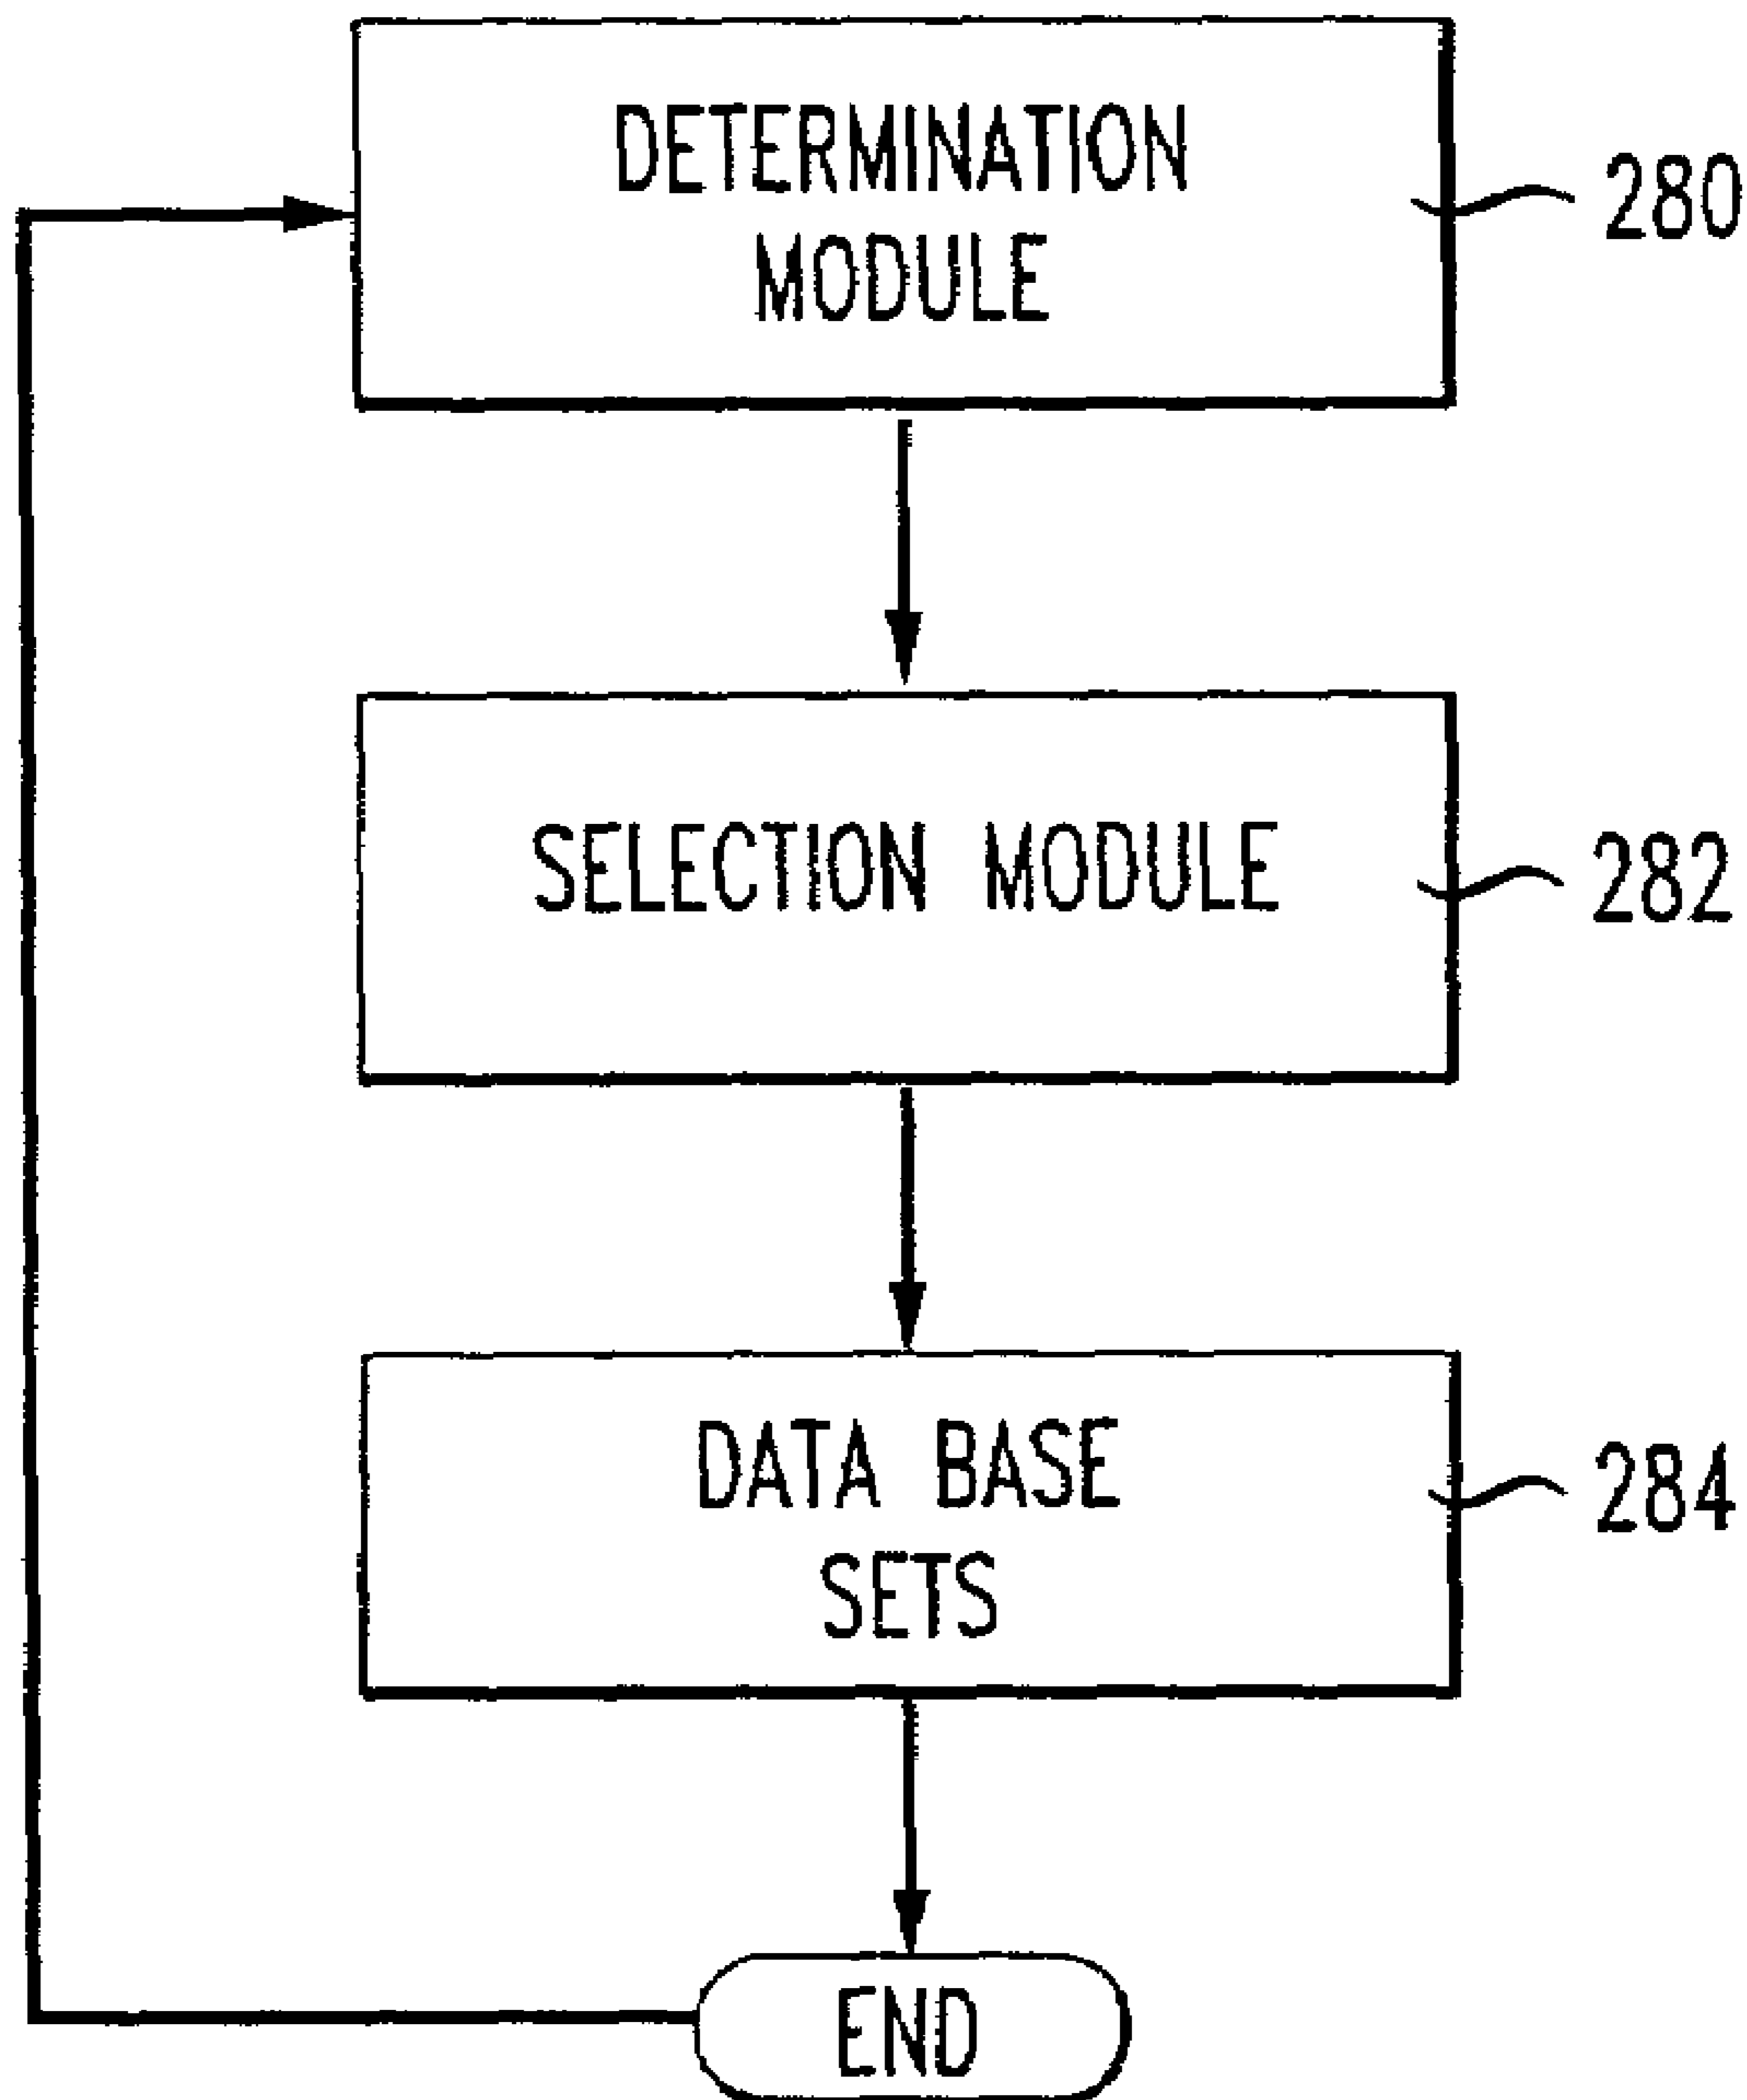 DETERMINATION
MODULE
280
SELECTION MODULE
282
DATA BASE
SETS
284
END